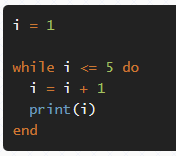 i = 1

while i <= 5 do
  i = i + 1
  print(i)
end